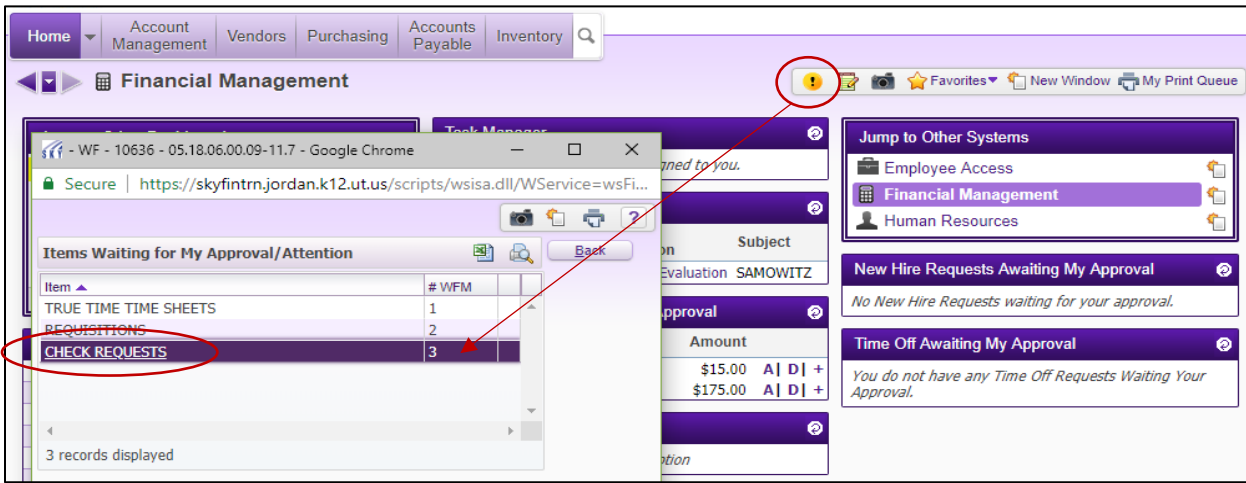 Home
Account Management
Vendors
Purchasing
Accounts Payable
Inventory
Financial Management
Favorites
New Window
My Print Queue
Task Manager
gned to you.
Subject
Evaluation SAMOWITZ
pproval
Amount
$15.00 A| D| +
$175.00 A| D| +
- WF - 10636 - 05.18.06.00.09-11.7 - Google Chrome
Secure | https://skyfintrn.jordan.k12.ut.us/scripts/wsisa.dll/WService=wsFi...
?
Items Waiting for My Approval/Attention
Back
Item # WFM
TRUE TIME TIME SHEETS 1
REQUISITIONS 2
CHECK REQUESTS 3
3 records displayed
Jump to Other Systems
Employee Access
Financial Management
Human Resources
New Hire Requests Awaiting My Approval
No New Hire Requests waiting for your approval.
Time Off Awaiting My Approval
You do not have any Time Off Requests Waiting Your
Approval.